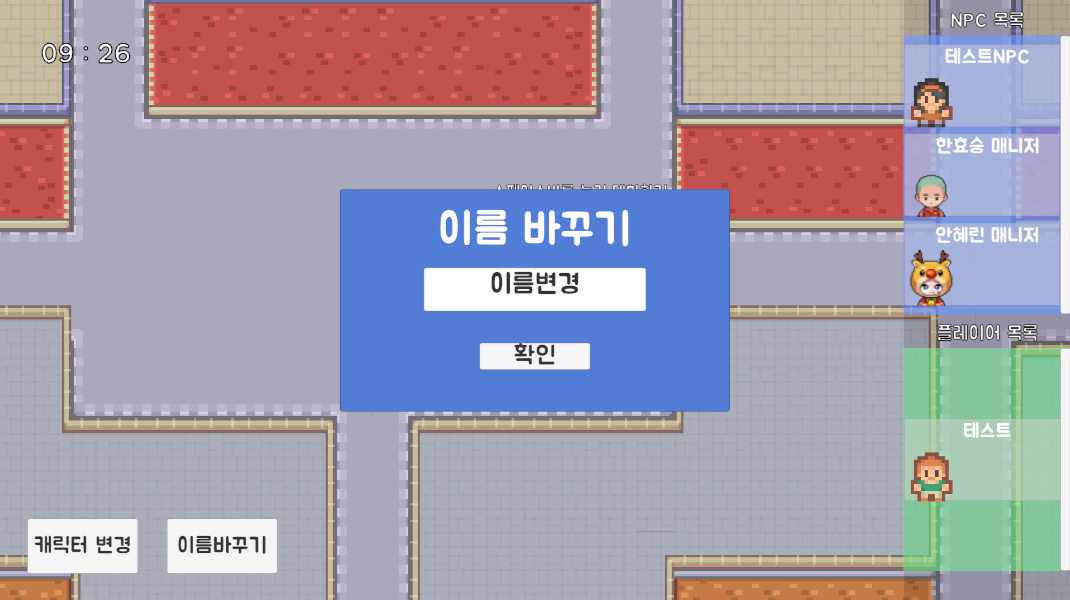 09 : 26
이름 바꾸기
이름변경
확인
캐릭터 변경
이름바꾸기
NPC 목록
테스트NPC
한효승 매니저
안혜린 매니저
플레이어 목록
테스트